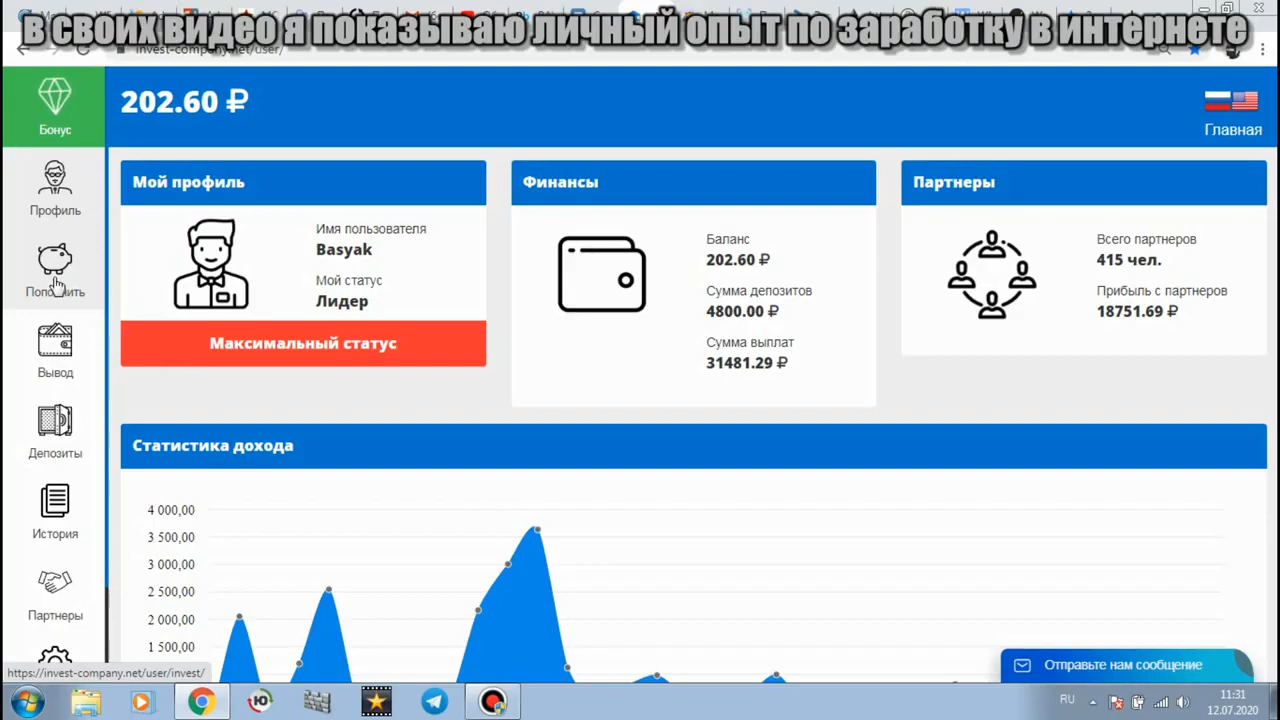 в своих видео я показываю личный опыт по заработку в интернете
invest-company.net/user/
Бонус
202.60 ₽
Главная
Профиль
Пополнить
Вывод
Депозиты
История
Партнеры
Мой профиль
Имя пользователя
Basyak
Мой статус
Лидер
Максимальный статус
Финансы
Баланс
202.60 ₽
Сумма депозитов
4800.00 ₽
Сумма выплат
31481.29 ₽
Партнеры
Всего партнеров
415 чел.
Прибыль с партнеров
18751.69 ₽
Статистика дохода
4 000,00
3 500,00
3 000,00
2 500,00
2 000,00
1 500,00
Отправьте нам сообщение
https://invest-company.net/user/invest/
RU
11:31
12.07.2020